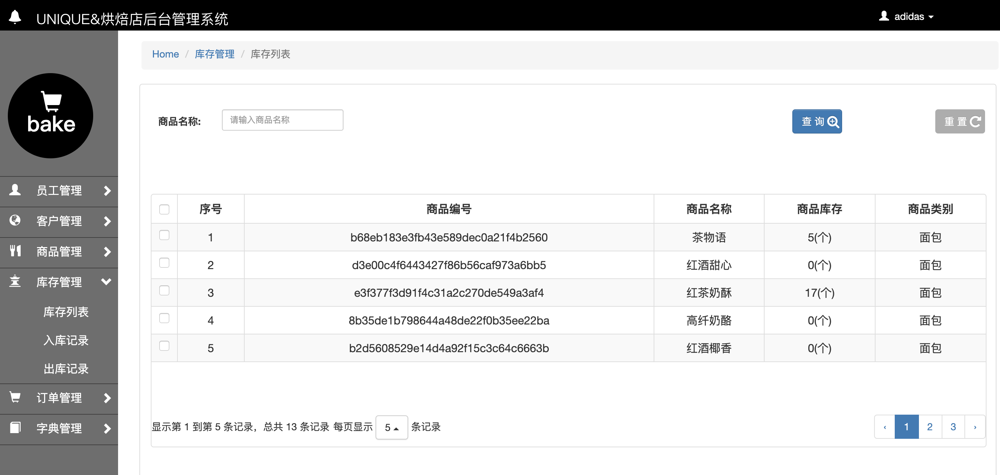 UNIQUE&烘焙店后台管理系统
adidas
Home / 库存管理 / 库存列表
bake
员工管理
客户管理
商品管理
库存管理
库存列表
入库记录
出库记录
订单管理
字典管理
商品名称: 请输入商品名称 查 询 重 置
序号 商品编号 商品名称 商品库存 商品类别
1 b68eb183e3fb43e589dec0a21f4b2560 茶物语 5(个) 面包
2 d3e00c4f6443427f86b56caf973a6bb5 红酒甜心 0(个) 面包
3 e3f377f3d91f4c31a2c270de549a3af4 红茶奶酥 17(个) 面包
4 8b35de1b798644a48de22f0b35ee22ba 高纤奶酪 0(个) 面包
5 b2d5608529e14d4a92f15c3c64c6663b 红酒椰香 0(个) 面包
显示第 1 到第 5 条记录，总共 13 条记录 每页显示 5 条记录
‹ 1 2 3 ›